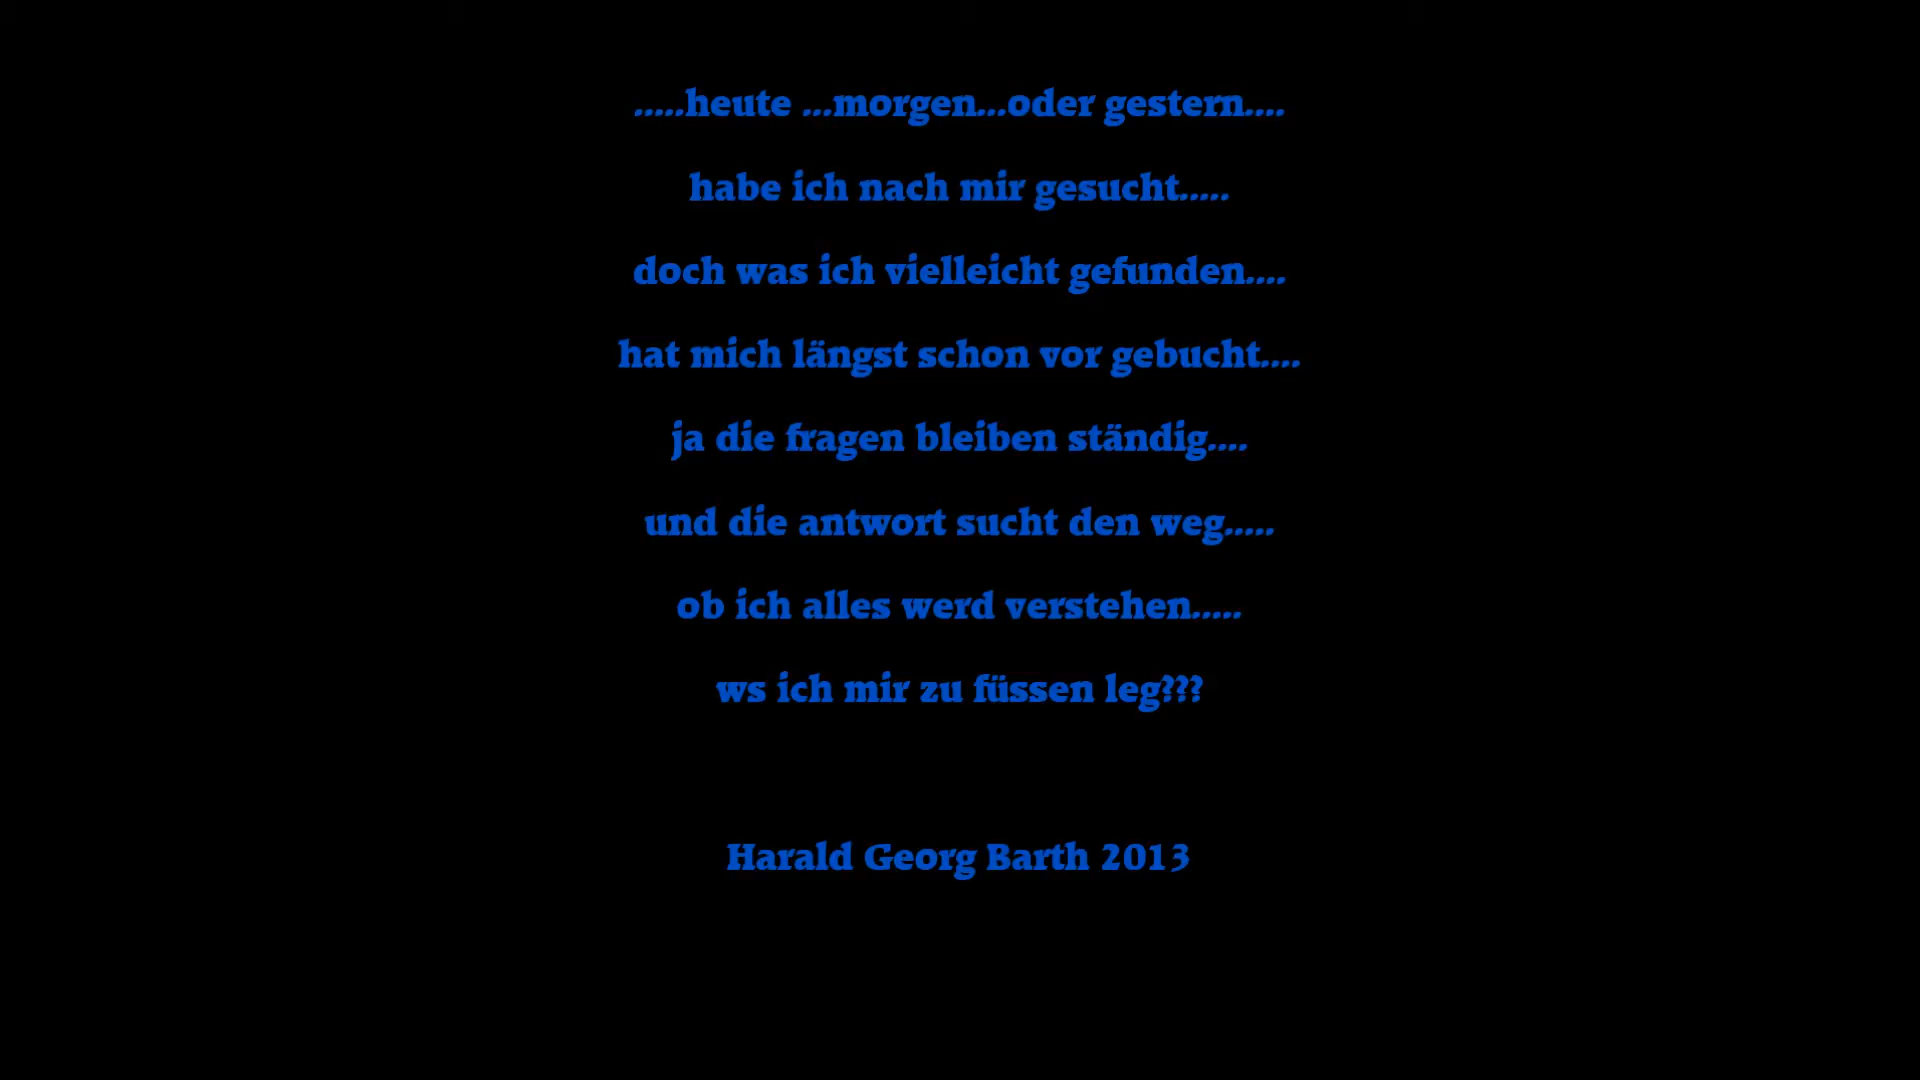 .....heute ...morgen...oder gestern....
habe ich nach mir gesucht.....
doch was ich vielleicht gefunden....
hat mich längst schon vor gebucht....
ja die fragen bleiben ständig....
und die antwort sucht den weg.....
ob ich alles werd verstehen.....
ws ich mir zu füssen leg???
Harald Georg Barth 2013